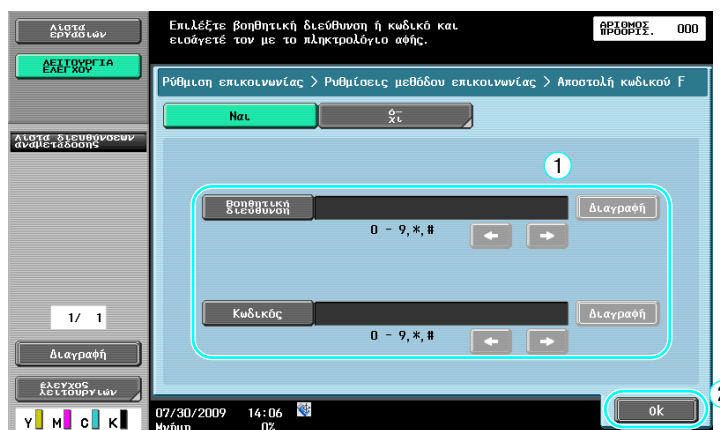 Λίστα
εργασιών
Επιλέξτε βοηθητική διεύθυνση ή κωδικό και
εισάγετέ τον με το πληκτρολόγιο αφής.
ΑΡΙΘΜΟΣ
ΠΡΟΟΡΙΣ.
000
ΛΕΙΤΟΥΡΓΙΑ
ΕΛΕΓΧΟΥ
Ρύθμιση επικοινωνίας > Ρυθμίσεις μεθόδου επικοινωνίας > Αποστολή κωδικού F
Ναι
ό-
χι
Λίστα διευθύνσεων
αναμετάδοσης
1
Βοηθητική
διεύθυνση
Διαγραφή
0 - 9,*,#
1/ 1
Κωδικός
Διαγραφή
0 - 9,*,#
Διαγραφή
έλεγχος
λειτουργιών
2
ok
Y M C K
07/30/2009 14:06
Μνήμη 0%